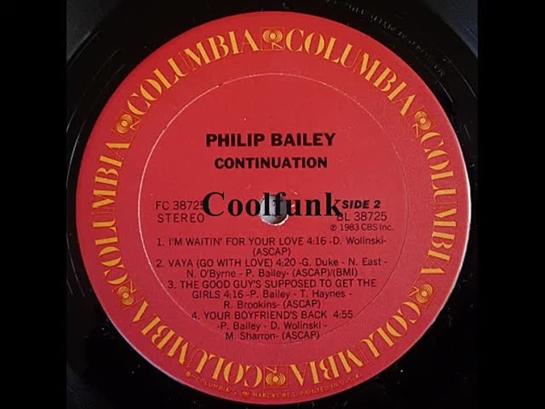 COLUMBIA COLUMBIA COLUMBIA COLUMBIA COLUMBIA COLUMBIA
PHILIP BAILEY
CONTINUATION
FC 38725
STEREO
Coolfunk
SIDE 2
BL 38725
℗ 1983 CBS Inc.
1. I'M WAITIN' FOR YOUR LOVE 4:16 -D. Wolinski-
(ASCAP)
2. VAYA (GO WITH LOVE) 4:20 -G. Duke - N. East -
N. O'Byrne - P. Bailey- (ASCAP)/(BMI)
3. THE GOOD GUY'S SUPPOSED TO GET THE
GIRLS 4:16 -P. Bailey - T. Haynes -
R. Brookins- (ASCAP)
4. YOUR BOYFRIEND'S BACK 4:55
-P. Bailey - D. Wolinski -
M. Sharron- (ASCAP)